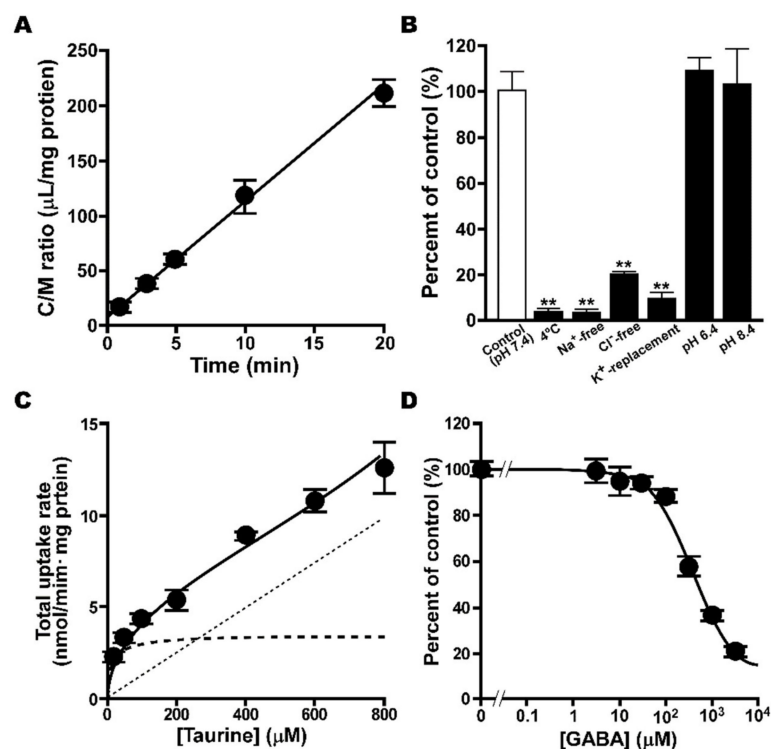 A
C/M ratio (μL/mg protien)
250
200
150
100
50
0
0 5 10 15 20
Time (min)
B
Percemt of control (%)
120
100
80
60
40
20
0
** ** ** **
Control (pH 7.4)
4ºC
Na⁺-free
Cl⁻-free
K⁺-replacement
pH 6.4
pH 8.4
C
Total uptake rate
(nmol/mim· mg prtein)
15
10
5
0
0 200 400 600 800
[Taurine] (μM)
D
Percent of control (%)
120
100
80
60
40
20
0
0 0.1 1 10 10² 10³ 10⁴
[GABA] (μM)